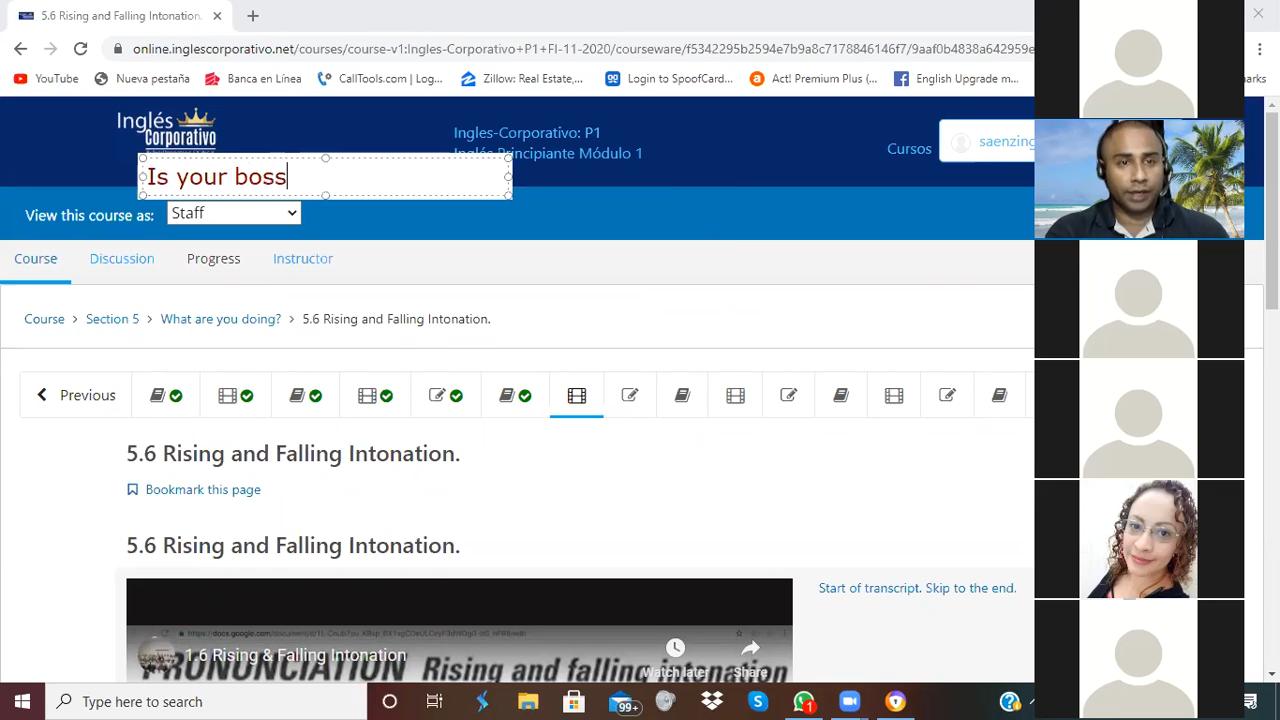 5.6 Rising and Falling Intonation.
online.inglescorporativo.net/courses/course-v1:Ingles-Corporativo+P1+FI-11-2020/courseware/f5342295b2594e7b9a8c7178846146f7/9aaf0b4838a642959e
YouTube Nueva pestaña Banca en Línea CallTools.com | Log... Zillow: Real Estate,... Login to SpoofCard... Act! Premium Plus (... English Upgrade m...
Inglés
Corporativo
Ingles-Corporativo: P1
Inglés Principiante Módulo 1
Cursos
saenzing
Is your boss
View this course as: Staff
Course Discussion Progress Instructor
Course > Section 5 > What are you doing? > 5.6 Rising and Falling Intonation.
Previous
5.6 Rising and Falling Intonation.
Bookmark this page
5.6 Rising and Falling Intonation.
Start of transcript. Skip to the end.
1.6 Rising & Falling Intonation
PRONUNCIATION Rising and falling intonation
Watch later Share
Type here to search
99+
1